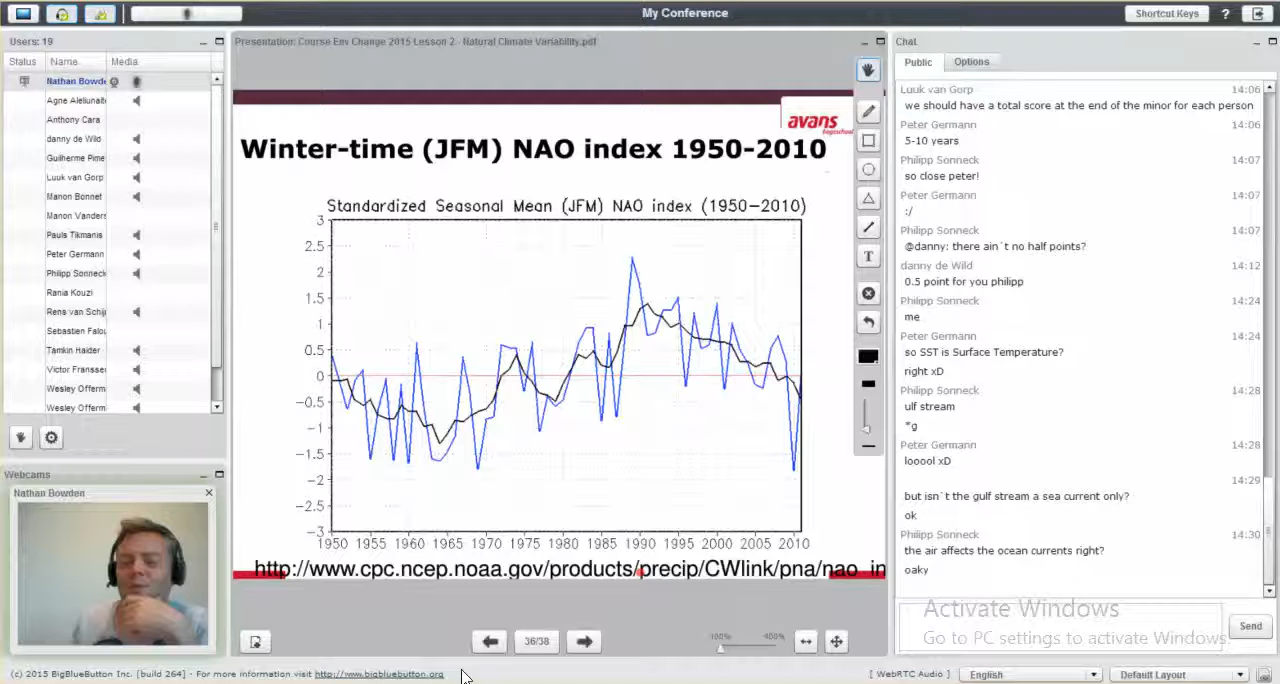 My Conference
Shortcut Keys
?
Users: 19
Status Name Media
Nathan Bowde
Agne Aleliunait
Anthony Cara
danny de Wild
Guilherme Pime
Luuk van Gorp
Manon Bonnet
Manon Vanders
Pauls Tikmanis
Peter Germann
Philipp Sonneck
Rania Kouzi
Rens van Schij
Sebastien Falou
Tamkin Haider
Victor Franssen
Wesley Offerm
Wesley Offerm
Webcams
Nathan Bowden
Presentation: Course Env Change 2015 Lesson 2 - Natural Climate Variability.pdf
avans
hogeschool
Winter-time (JFM) NAO index 1950-2010
Standardized Seasonal Mean (JFM) NAO index (1950-2010)
3
2.5
2
1.5
1
0.5
0
-0.5
-1
-1.5
-2
-2.5
-3
1950 1955 1960 1965 1970 1975 1980 1985 1990 1995 2000 2005 2010
http://www.cpc.ncep.noaa.gov/products/precip/CWlink/pna/nao_in
T
36/38
100% 400%
Chat
Public Options
Luuk van Gorp 14:06
we should have a total score at the end of the minor for each person
Peter Germann 14:06
5-10 years
Philipp Sonneck 14:07
so close peter!
Peter Germann 14:07
:/
Philipp Sonneck 14:07
@danny: there ain´t no half points?
danny de Wild 14:12
0.5 point for you philipp
Philipp Sonneck 14:24
me
Peter Germann 14:24
so SST is Surface Temperature?
right xD
Philipp Sonneck 14:28
ulf stream
*g
Peter Germann 14:28
looool xD
14:29
but isn´t the gulf stream a sea current only?
ok
Philipp Sonneck 14:30
the air affects the ocean currents right?
oaky
Activate Windows
Go to PC settings to activate Windows
Send
(c) 2015 BigBlueButton Inc. [build 264] - For more information visit http://www.bigbluebutton.org
[ WebRTC Audio ] English Default Layout